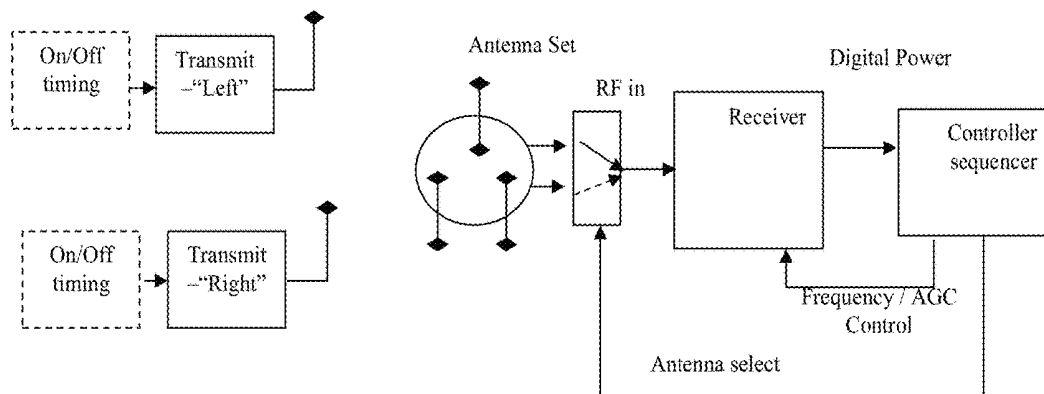 On/Off
timing
Transmit
–“Left”
On/Off
timing
Transmit
–“Right”
Antenna Set
RF in
Digital Power
Receiver
Controller
sequencer
Frequency / AGC
Control
Antenna select